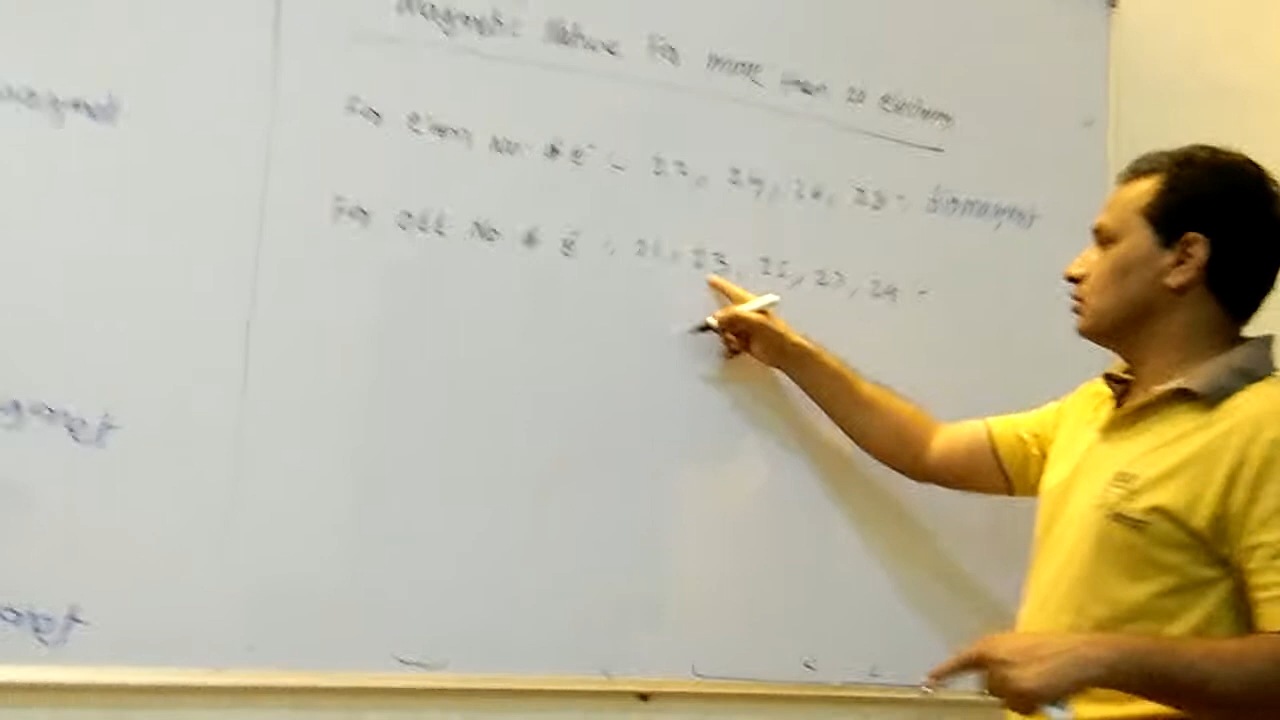 Magnetic Nature For more than 20 electrons
For Even No. of e⁻ - 22, 24, 26, 28 - Diamagnet
For Odd No of e⁻ : 21, 23, 25, 27, 29 -